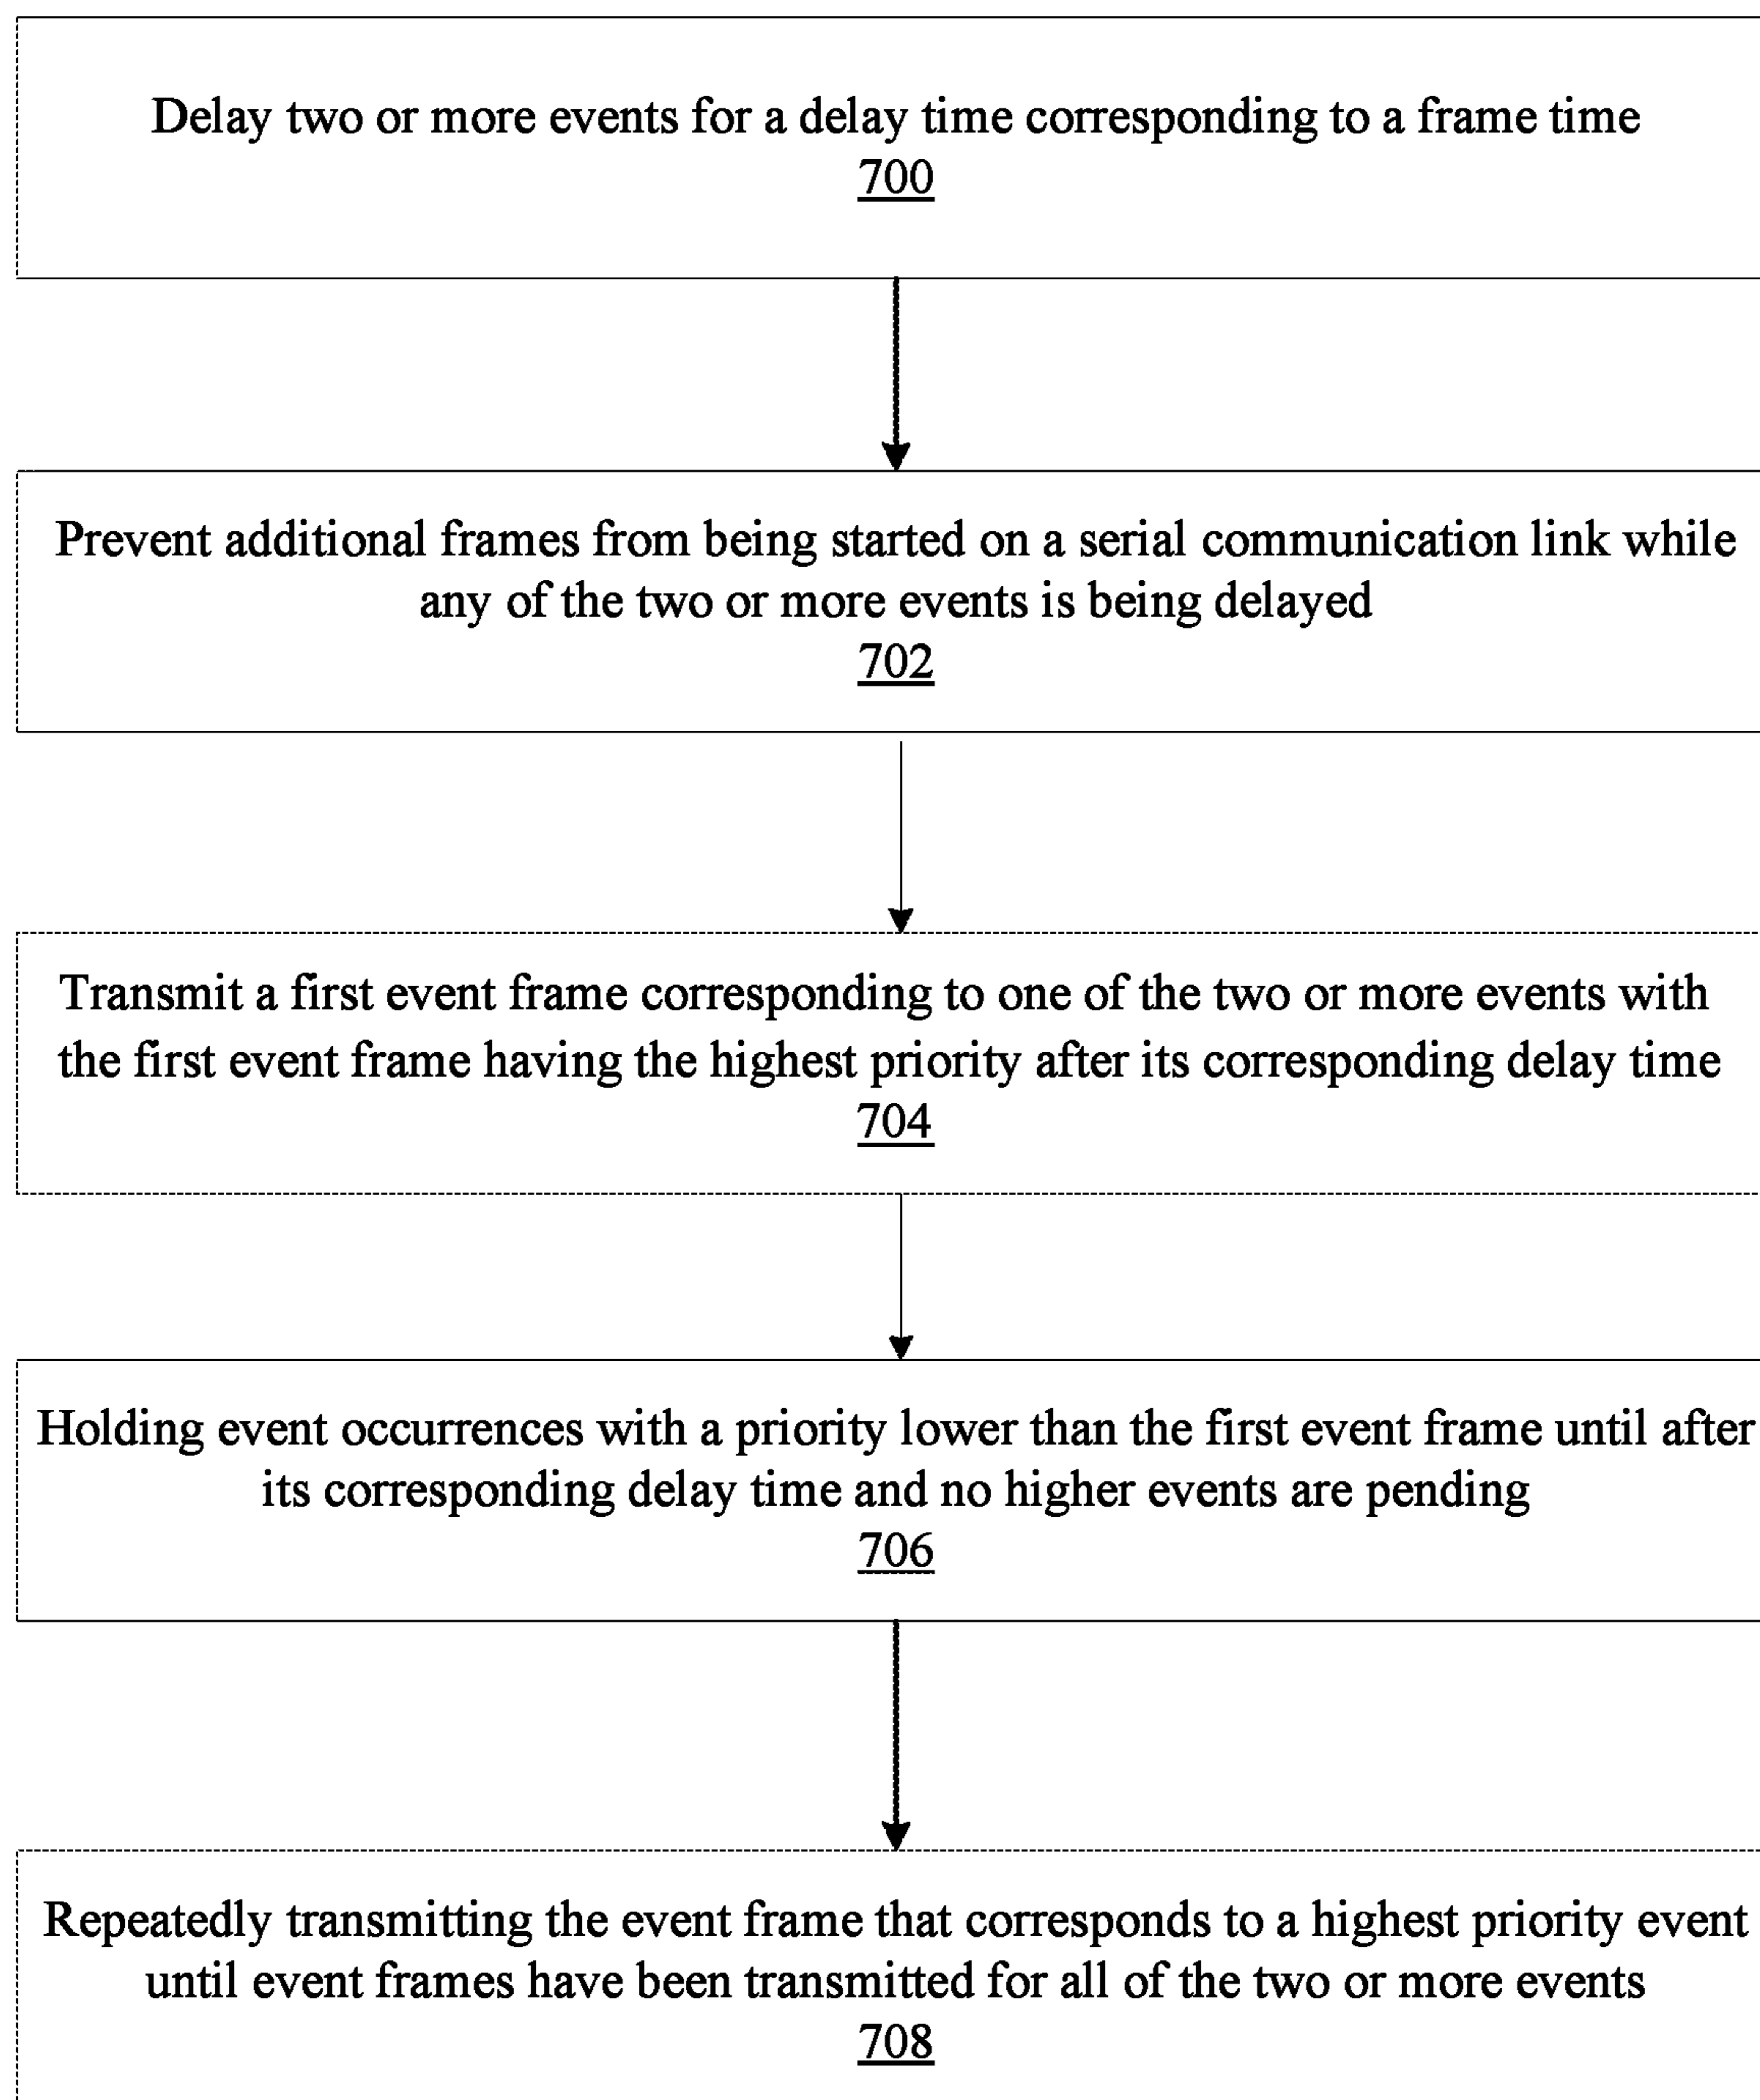 Delay two or more events for a delay time corresponding to a frame time
700
Prevent additional frames from being started on a serial communication link while
any of the two or more events is being delayed
702
Transmit a first event frame corresponding to one of the two or more events with
the first event frame having the highest priority after its corresponding delay time
704
Holding event occurrences with a priority lower than the first event frame until after
its corresponding delay time and no higher events are pending
706
Repeatedly transmitting the event frame that corresponds to a highest priority event
until event frames have been transmitted for all of the two or more events
708